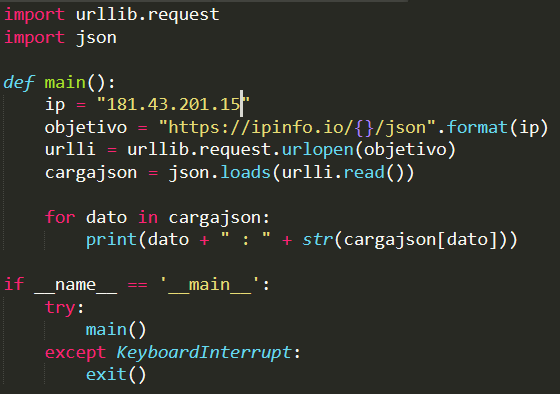 import urllib.request
import json
def main():
    ip = "181.43.201.15"
    objetivo = "https://ipinfo.io/{}/json".format(ip)
    urlli = urllib.request.urlopen(objetivo)
    cargajson = json.loads(urlli.read())
    for dato in cargajson:
        print(dato + " : " + str(cargajson[dato]))
if __name__ == '__main__':
    try:
        main()
    except KeyboardInterrupt:
        exit()